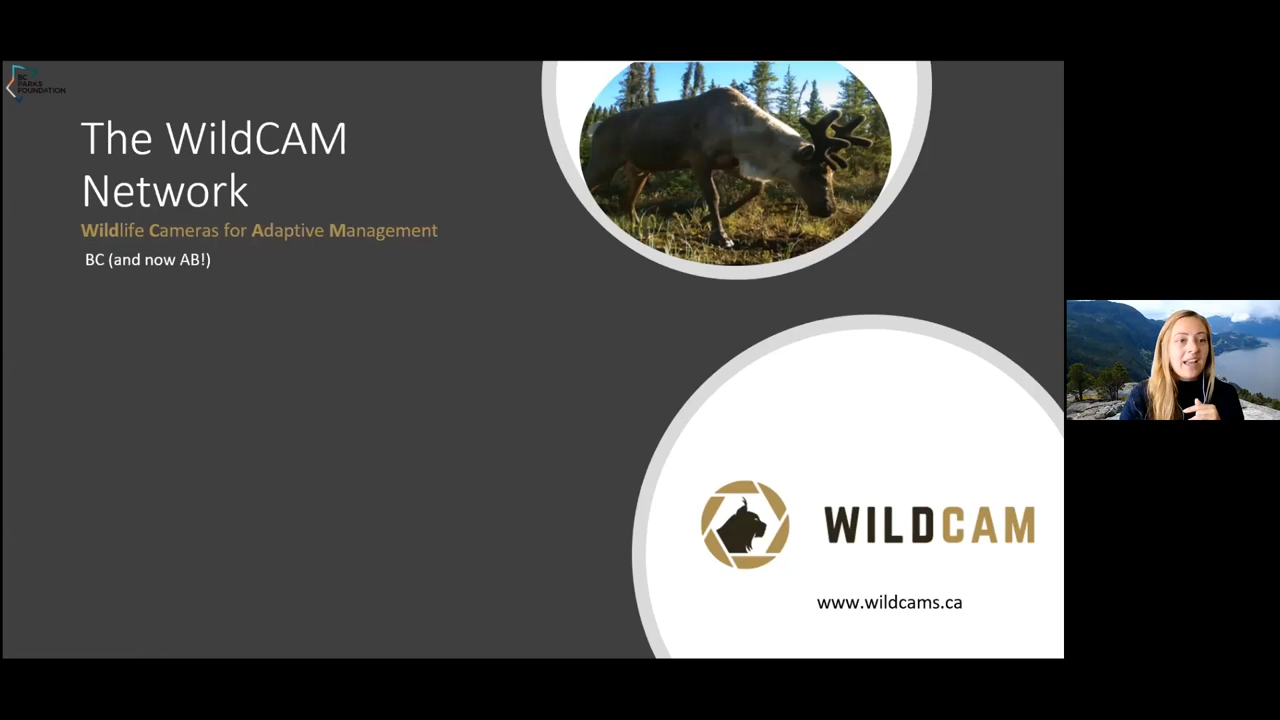 BC
PARKS
FOUNDATION
The WildCAM
Network
Wildlife Cameras for Adaptive Management
BC (and now AB!)
WILDCAM
www.wildcams.ca